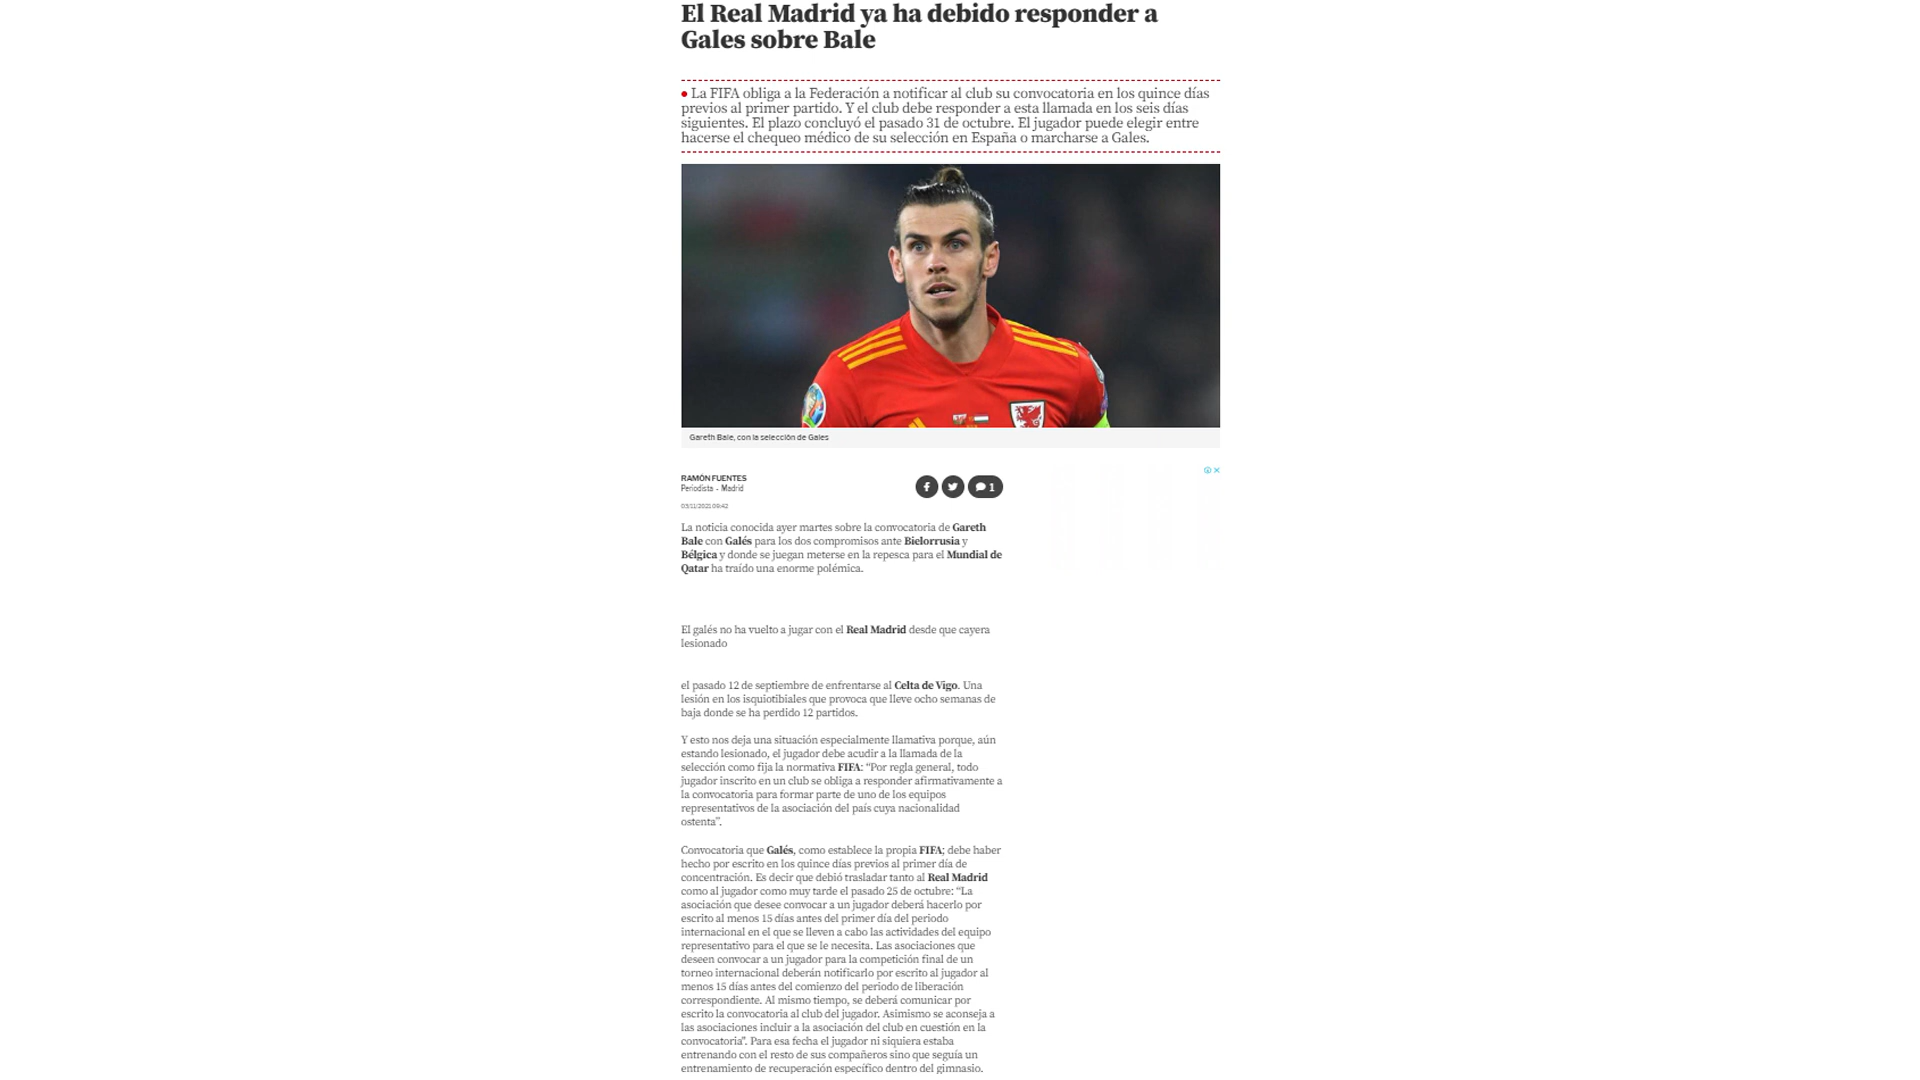 El Real Madrid ya ha debido responder a
Gales sobre Bale
La FIFA obliga a la Federación a notificar al club su convocatoria en los quince días
previos al primer partido. Y el club debe responder a esta llamada en los seis días
siguientes. El plazo concluyó el pasado 31 de octubre. El jugador puede elegir entre
hacerse el chequeo médico de su selección en España o marcharse a Gales.
Gareth Bale, con la selección de Gales
RAMÓN FUENTES
Periodista - Madrid
1
03/11/2021 09:42
La noticia conocida ayer martes sobre la convocatoria de Gareth
Bale con Galés para los dos compromisos ante Bielorrusia y
Bélgica y donde se juegan meterse en la repesca para el Mundial de
Qatar ha traído una enorme polémica.
El galés no ha vuelto a jugar con el Real Madrid desde que cayera
lesionado
el pasado 12 de septiembre de enfrentarse al Celta de Vigo. Una
lesión en los isquiotibiales que provoca que lleve ocho semanas de
baja donde se ha perdido 12 partidos.
Y esto nos deja una situación especialmente llamativa porque, aún
estando lesionado, el jugador debe acudir a la llamada de la
selección como fija la normativa FIFA: “Por regla general, todo
jugador inscrito en un club se obliga a responder afirmativamente a
la convocatoria para formar parte de uno de los equipos
representativos de la asociación del país cuya nacionalidad
ostenta”.
Convocatoria que Galés, como establece la propia FIFA; debe haber
hecho por escrito en los quince días previos al primer día de
concentración. Es decir que debió trasladar tanto al Real Madrid
como al jugador como muy tarde el pasado 25 de octubre: “La
asociación que desee convocar a un jugador deberá hacerlo por
escrito al menos 15 días antes del primer día del periodo
internacional en el que se lleven a cabo las actividades del equipo
representativo para el que se le necesita. Las asociaciones que
deseen convocar a un jugador para la competición final de un
torneo internacional deberán notificarlo por escrito al jugador al
menos 15 días antes del comienzo del periodo de liberación
correspondiente. Al mismo tiempo, se deberá comunicar por
escrito la convocatoria al club del jugador. Asimismo se aconseja a
las asociaciones incluir a la asociación del club en cuestión en la
convocatoria". Para esa fecha el jugador ni siquiera estaba
entrenando con el resto de sus compañeros sino que seguía un
entrenamiento de recuperación específico dentro del gimnasio.